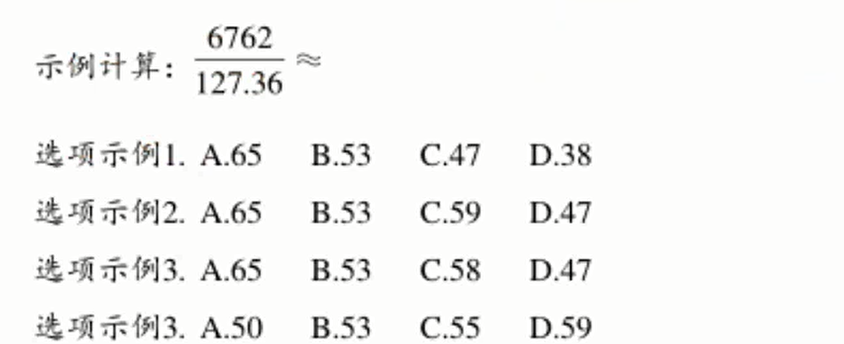 示例计算: 6762/127.36 ≈
选项示例1. A.65 B.53 C.47 D.38
选项示例2. A.65 B.53 C.59 D.47
选项示例3. A.65 B.53 C.58 D.47
选项示例3. A.50 B.53 C.55 D.59